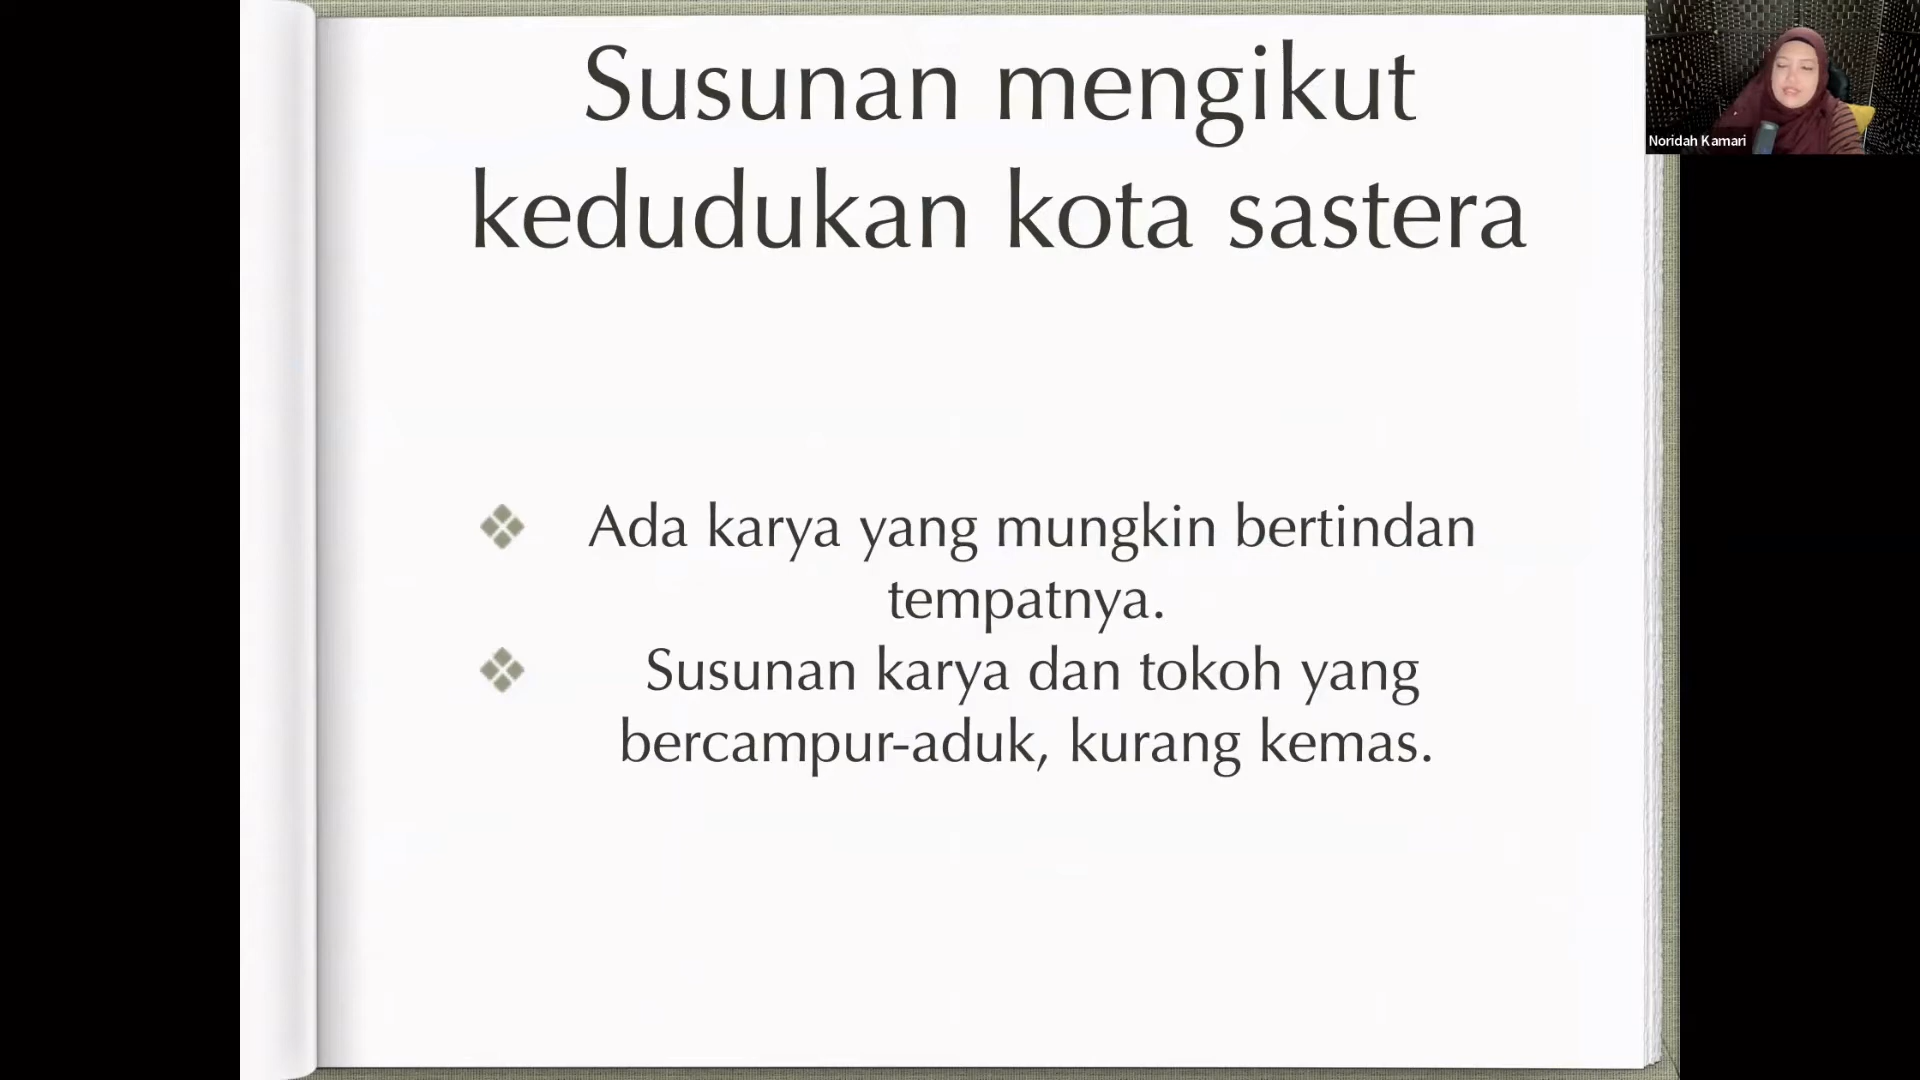 Susunan mengikut
kedudukan kota sastera
Ada karya yang mungkin bertindan
tempatnya.
Susunan karya dan tokoh yang
bercampur-aduk, kurang kemas.
Noridah Kamari